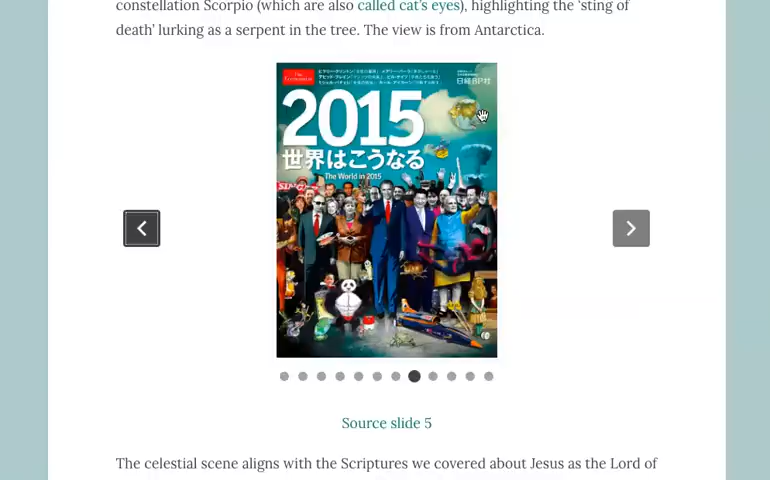 constellation Scorpio (which are also called cat's eyes), highlighting the 'sting of
death' lurking as a serpent in the tree. The view is from Antarctica.
The
Economist
日経BP社
2015
世界はこうなる
The World in 2015
Source slide 5
The celestial scene aligns with the Scriptures we covered about Jesus as the Lord of